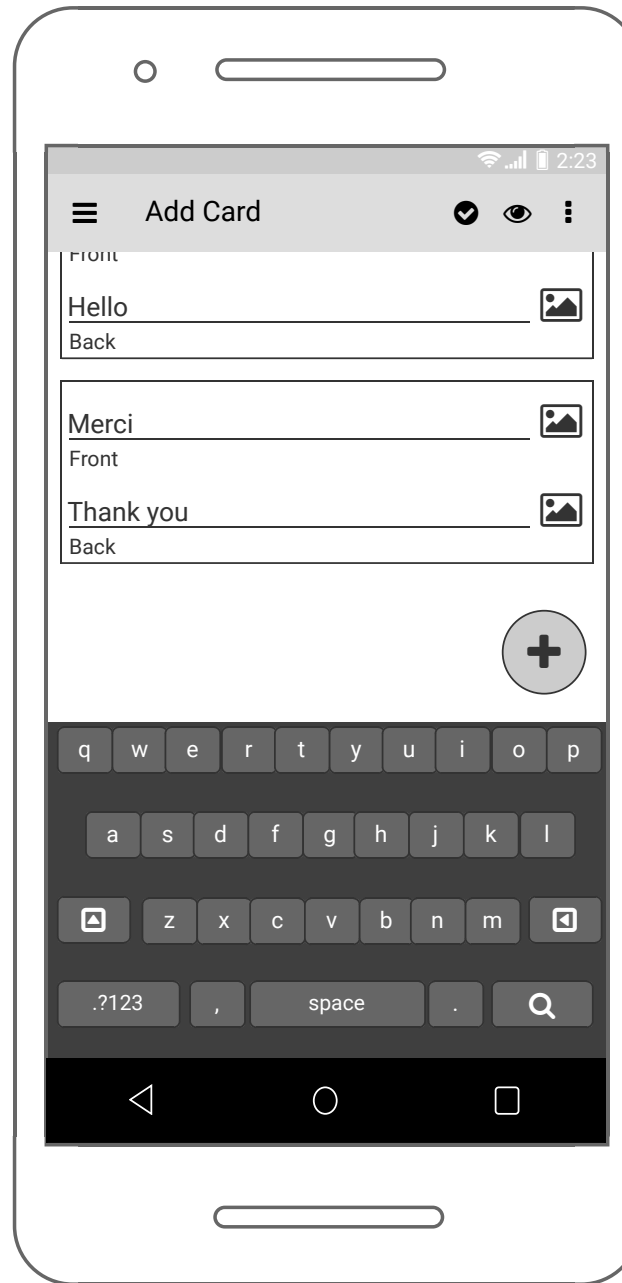 2:23
Add Card
Front
Hello
Back
Merci
Front
Thank you
Back
q w e r t y u i o p
a s d f g h j k l
z x c v b n m
.?123 , space .